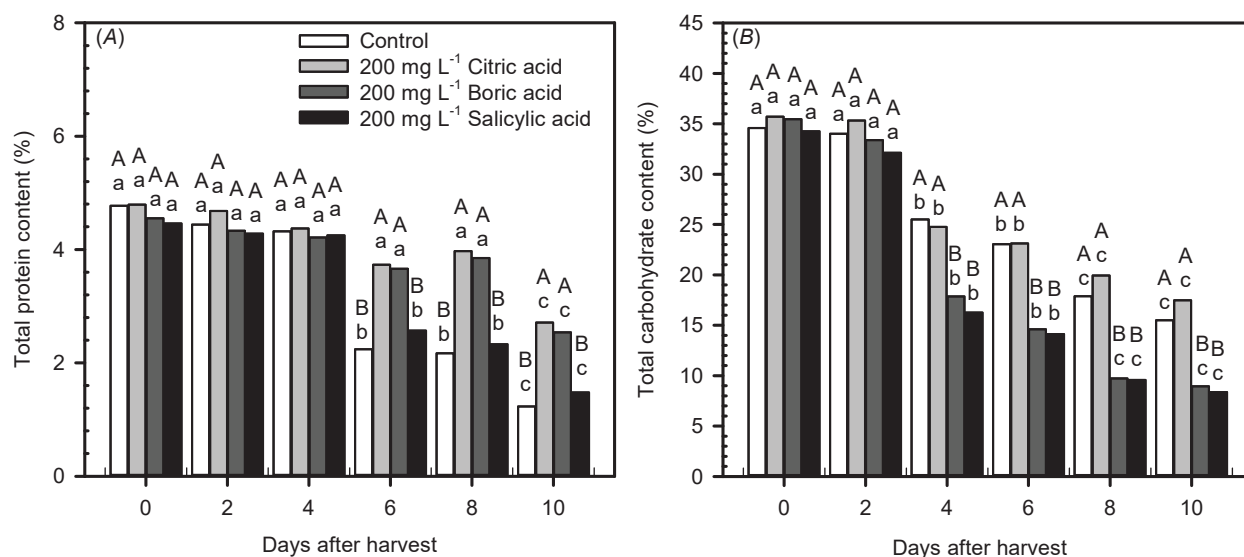 (A)
Total protein content (%)
8
6
4
2
0
Control
200 mg L-1 Citric acid
200 mg L-1 Boric acid
200 mg L-1 Salicylic acid
A A A A
a a a a
A A A A
a a a a
A A A A
a a a a
B A A B
b a a b
B A A B
b a a b
B A A B
c c c c
0 2 4 6 8 10
Days after harvest
(B)
Total carbohydrate content (%)
45
40
35
30
25
20
15
10
5
0
A A A A
a a a a
A A A A
a a a a
A A B B
b b b b
A A B B
b b b b
A A B B
c c c c
A A B B
c c c c
0 2 4 6 8 10
Days after harvest